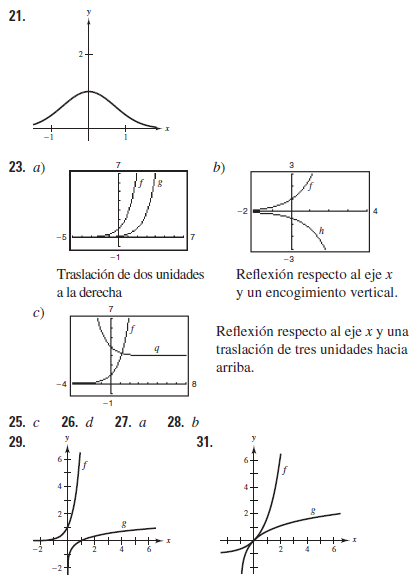 21.
y
2
-1
1
x
23. a)
7
f
g
-5
7
-1
Traslación de dos unidades
a la derecha
b)
3
f
-2
4
h
-3
Reflexión respecto al eje x
y un encogimiento vertical.
c)
7
f
q
-4
8
-1
Reflexión respecto al eje x y una
traslación de tres unidades hacia
arriba.
25. c 26. d 27. a 28. b
29.
y
6
f
4
2
g
-2
2
4
6
x
-2
31.
y
6
f
4
2
g
2
4
6
x